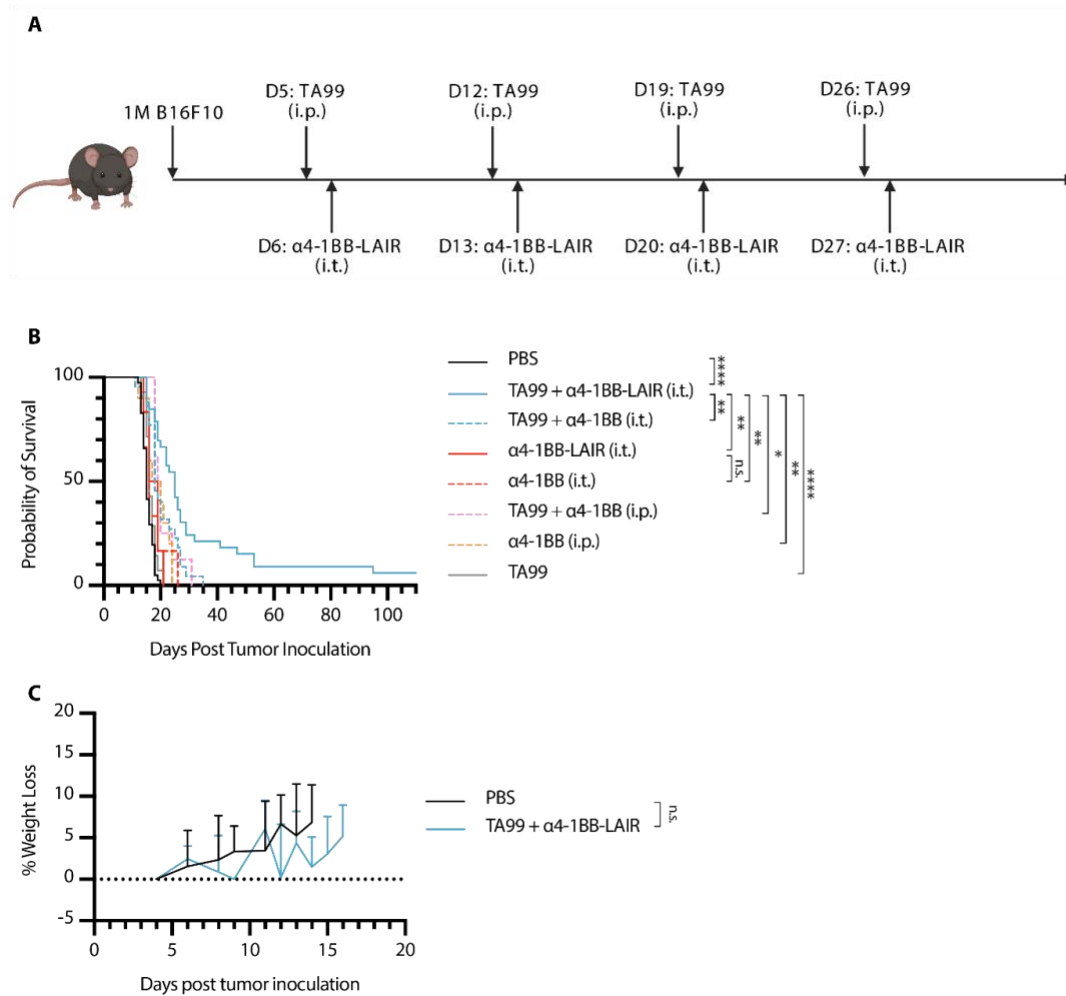 A
1M B16F10
D5: TA99
(i.p.)
D12: TA99
(i.p.)
D19: TA99
(i.p.)
D26: TA99
(i.p.)
D6: α4-1BB-LAIR
(i.t.)
D13: α4-1BB-LAIR
(i.t.)
D20: α4-1BB-LAIR
(i.t.)
D27: α4-1BB-LAIR
(i.t.)
B
Probability of Survival
100
50
0
0
20
40
60
80
100
Days Post Tumor Inoculation
PBS
TA99 + α4-1BB-LAIR (i.t.)
TA99 + α4-1BB (i.t.)
α4-1BB-LAIR (i.t.)
α4-1BB (i.t.)
TA99 + α4-1BB (i.p.)
α4-1BB (i.p.)
TA99
****
**
**
n.s.
**
**
*
**
****
C
% Weight Loss
20
15
10
5
0
-5
0
5
10
15
20
Days post tumor inoculation
PBS
TA99 + α4-1BB-LAIR
n.s.